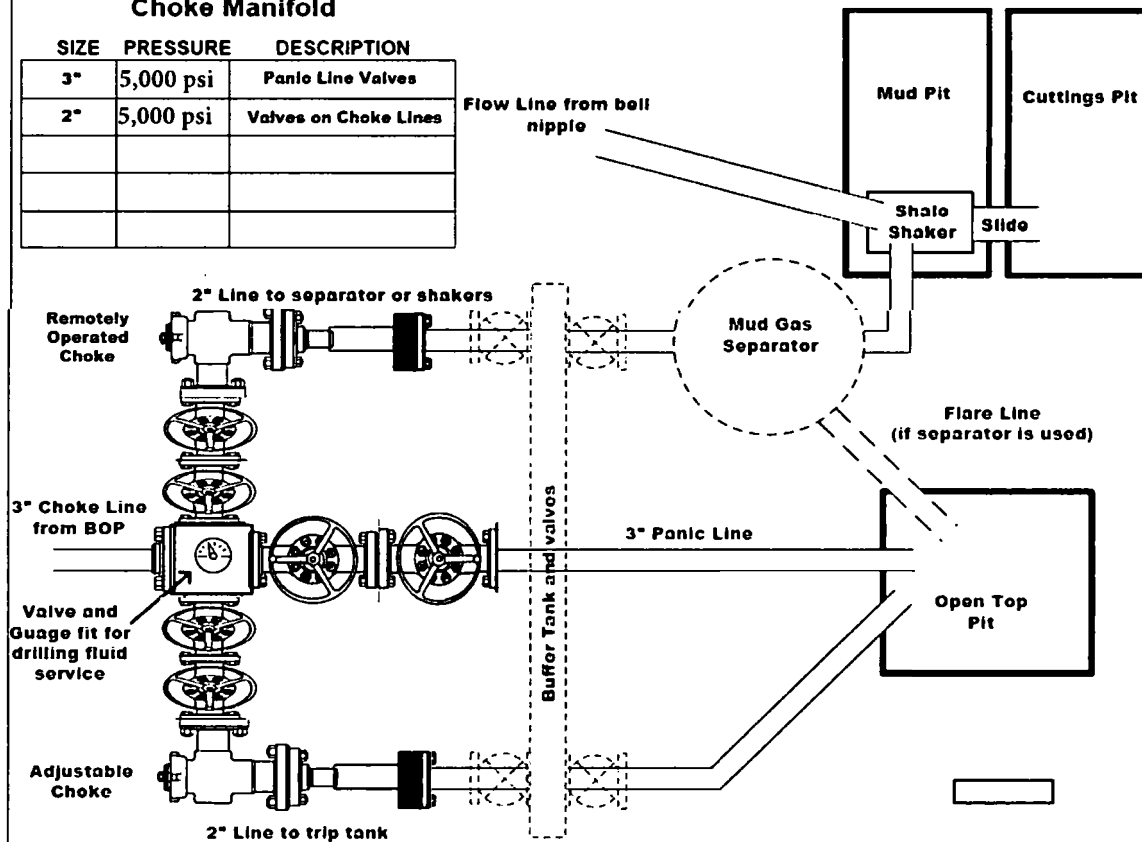 Choke Manifold
SIZE PRESSURE DESCRIPTION
3" 5,000 psi Panic Line Valves
2" 5,000 psi Valves on Choke Lines
Flow Line from bell
nipple
Mud Pit
Cuttings Pit
Shale
Shaker
Slide
2" Line to separator or shakers
Remotely
Operated
Choke
Mud Gas
Separator
Flare Line
(if separator is used)
3" Choke Line
from BOP
3" Panic Line
Buffer Tank and valves
Open Top
Pit
Valve and
Guage fit for
drilling fluid
service
Adjustable
Choke
2" Line to trip tank